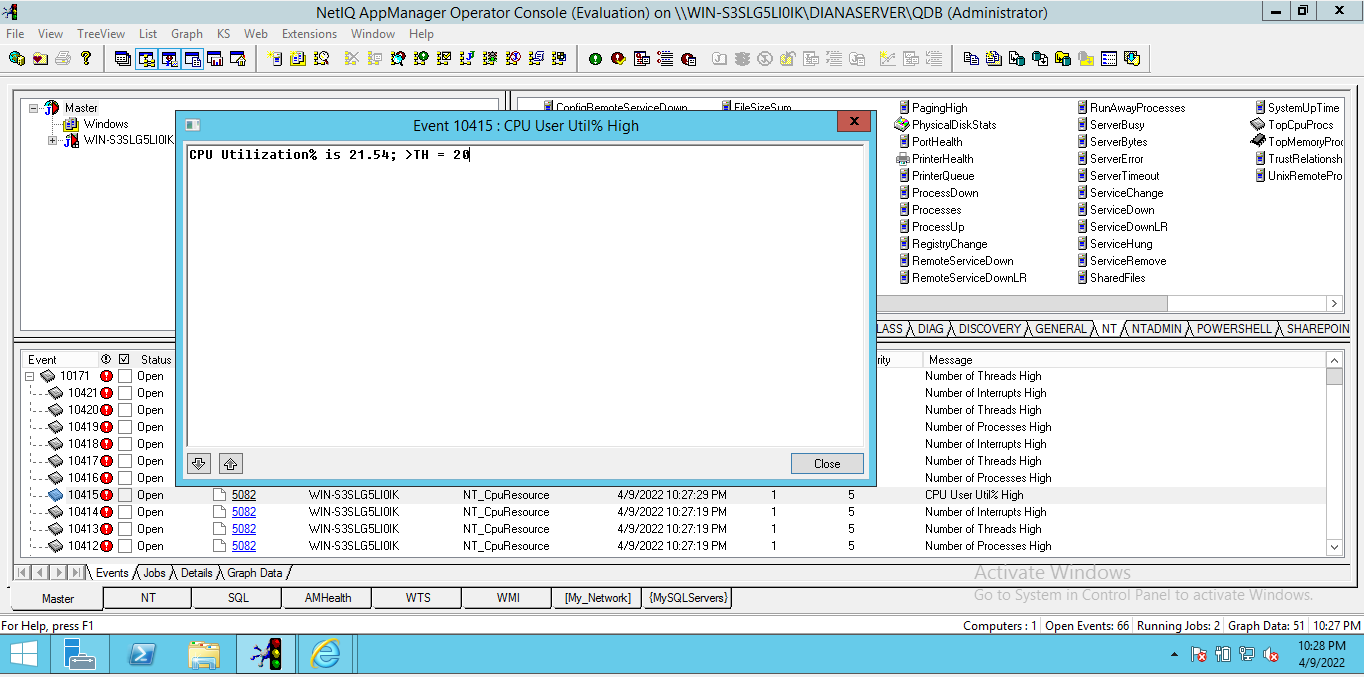 NetIQ AppManager Operator Console (Evaluation) on \\WIN-S3SLG5LI0IK\DIANASERVER\QDB (Administrator)
File View TreeView List Graph KS Web Extensions Window Help
Master
Windows
WIN-S3SLG5LI0IK
ConfigRemoteServiceDown
FileSizeSum
PagingHigh
PhysicalDiskStats
PortHealth
PrinterHealth
PrinterQueue
ProcessDown
Processes
ProcessUp
RegistryChange
RemoteServiceDown
RemoteServiceDownLR
RunAwayProcesses
ServerBusy
ServerBytes
ServerError
ServerTimeout
ServiceChange
ServiceDown
ServiceDownLR
ServiceHung
ServiceRemove
SharedFiles
SystemUpTime
TopCpuProcs
TopMemoryProc
TrustRelationsh
UnixRemotePro
Event 10415 : CPU User Util% High
CPU Utilization% is 21.54; >TH = 20
Close
LASS DIAG DISCOVERY GENERAL NT NTADMIN POWERSHELL SHAREPOIN
Event Status rity Message
10171 Open Number of Threads High
10421 Open Number of Interrupts High
10420 Open Number of Threads High
10419 Open Number of Processes High
10418 Open Number of Interrupts High
10417 Open Number of Threads High
10416 Open Number of Processes High
10415 Open 5082 WIN-S3SLG5LI0IK NT_CpuResource 4/9/2022 10:27:29 PM 1 5 CPU User Util% High
10414 Open 5082 WIN-S3SLG5LI0IK NT_CpuResource 4/9/2022 10:27:19 PM 1 5 Number of Interrupts High
10413 Open 5082 WIN-S3SLG5LI0IK NT_CpuResource 4/9/2022 10:27:19 PM 1 5 Number of Threads High
10412 Open 5082 WIN-S3SLG5LI0IK NT_CpuResource 4/9/2022 10:27:19 PM 1 5 Number of Processes High
Events Jobs Details Graph Data
Activate Windows
Go to System in Control Panel to activate Windows.
Master NT SQL AMHealth WTS WMI [My_Network] {MySQLServers}
For Help, press F1
Computers : 1 Open Events: 66 Running Jobs: 2 Graph Data: 51 10:27 PM
10:28 PM
4/9/2022